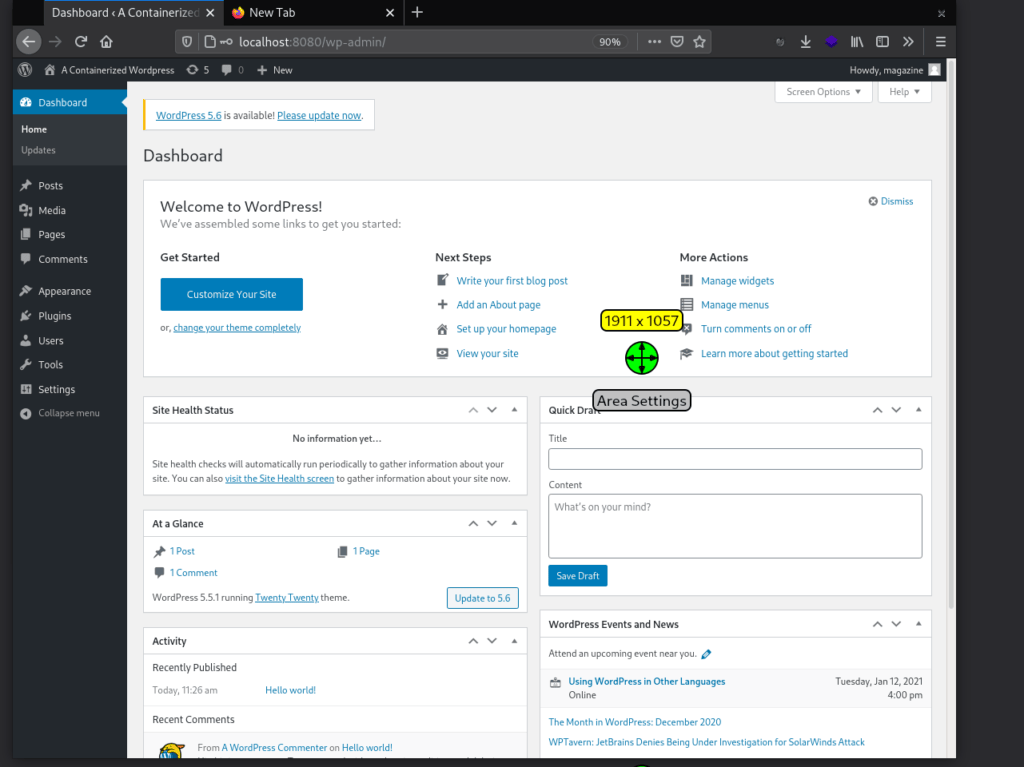 Dashboard ‹ A Containerized
New Tab
localhost:8080/wp-admin/
90%
A Containerized Wordpress
5
0
New
Howdy, magazine
Dashboard
Home
Updates
Posts
Media
Pages
Comments
Appearance
Plugins
Users
Tools
Settings
Collapse menu
Screen Options
Help
WordPress 5.6 is available! Please update now.
Dashboard
Welcome to WordPress!
We've assembled some links to get you started:
Dismiss
Get Started
Customize Your Site
or, change your theme completely
Next Steps
Write your first blog post
Add an About page
Set up your homepage
View your site
More Actions
Manage widgets
Manage menus
Turn comments on or off
Learn more about getting started
1911 x 1057
Area Settings
Site Health Status
No information yet…
Site health checks will automatically run periodically to gather information about your
site. You can also visit the Site Health screen to gather information about your site now.
At a Glance
1 Post
1 Page
1 Comment
WordPress 5.5.1 running Twenty Twenty theme.
Update to 5.6
Activity
Recently Published
Today, 11:26 am
Hello world!
Recent Comments
From A WordPress Commenter on Hello world!
Quick Draft
Title
Content
What's on your mind?
Save Draft
WordPress Events and News
Attend an upcoming event near you.
Using WordPress in Other Languages
Online
Tuesday, Jan 12, 2021
4:00 pm
The Month in WordPress: December 2020
WPTavern: JetBrains Denies Being Under Investigation for SolarWinds Attack